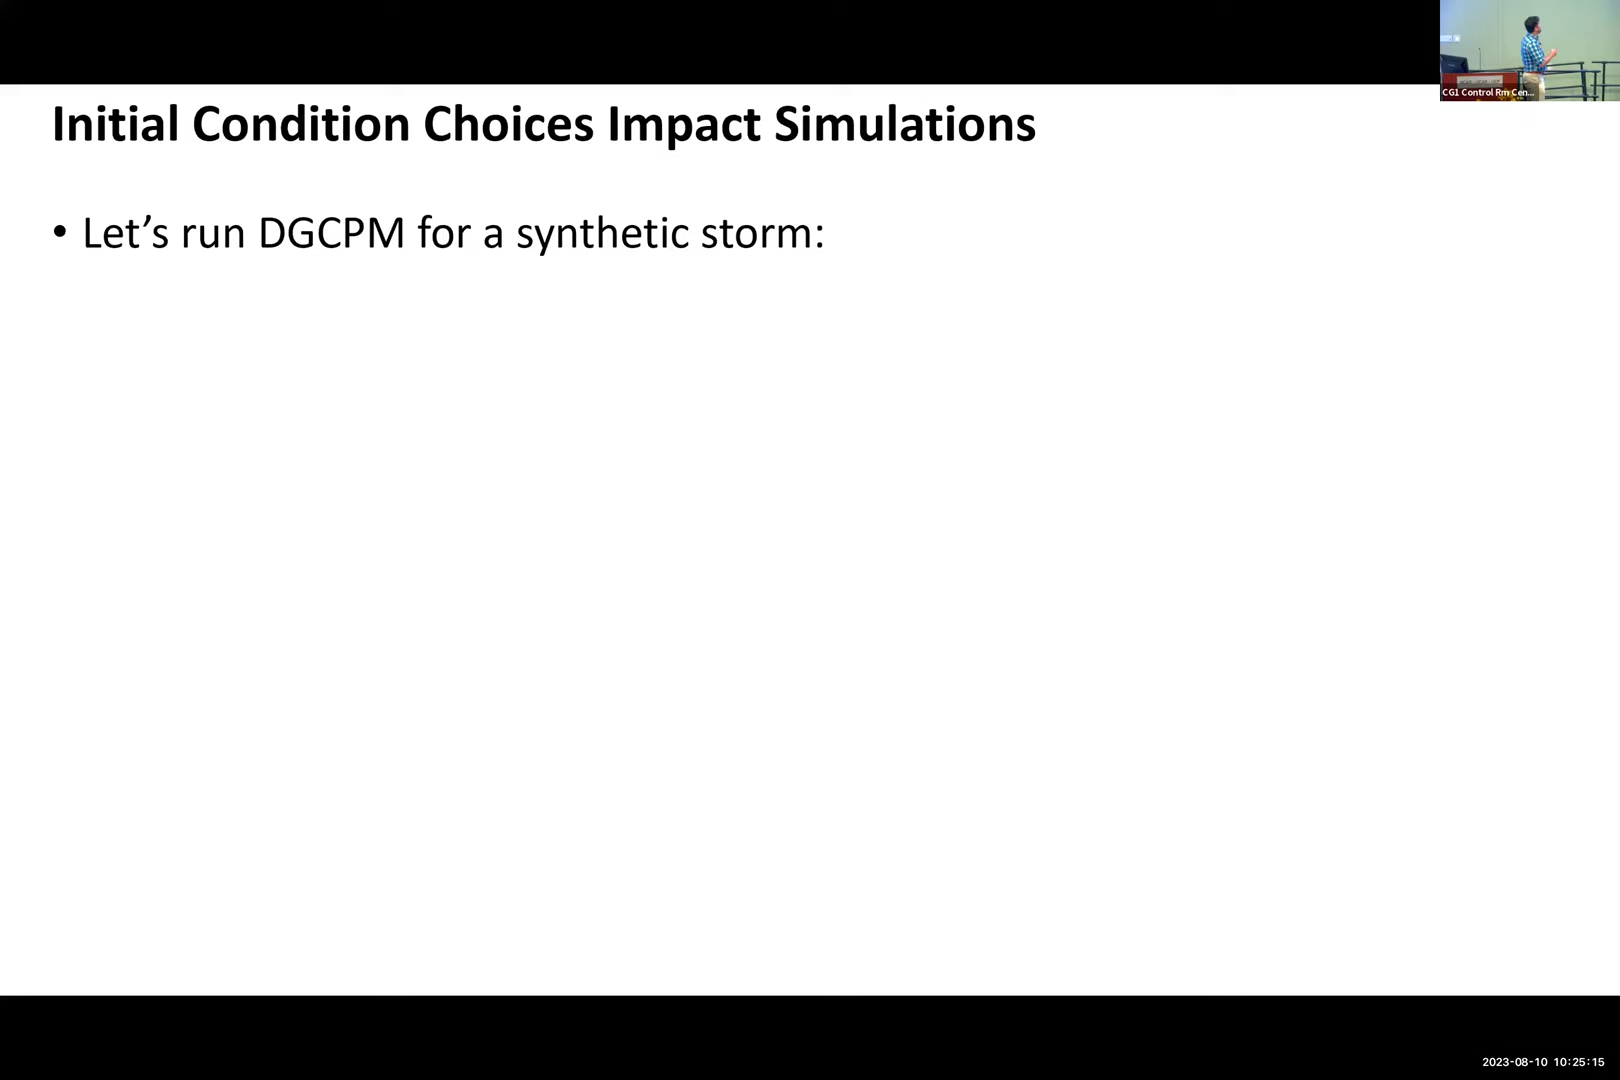 Initial Condition Choices Impact Simulations
• Let’s run DGCPM for a synthetic storm:
CG1 Control Rm Cen...
2023-08-10 10:25:15